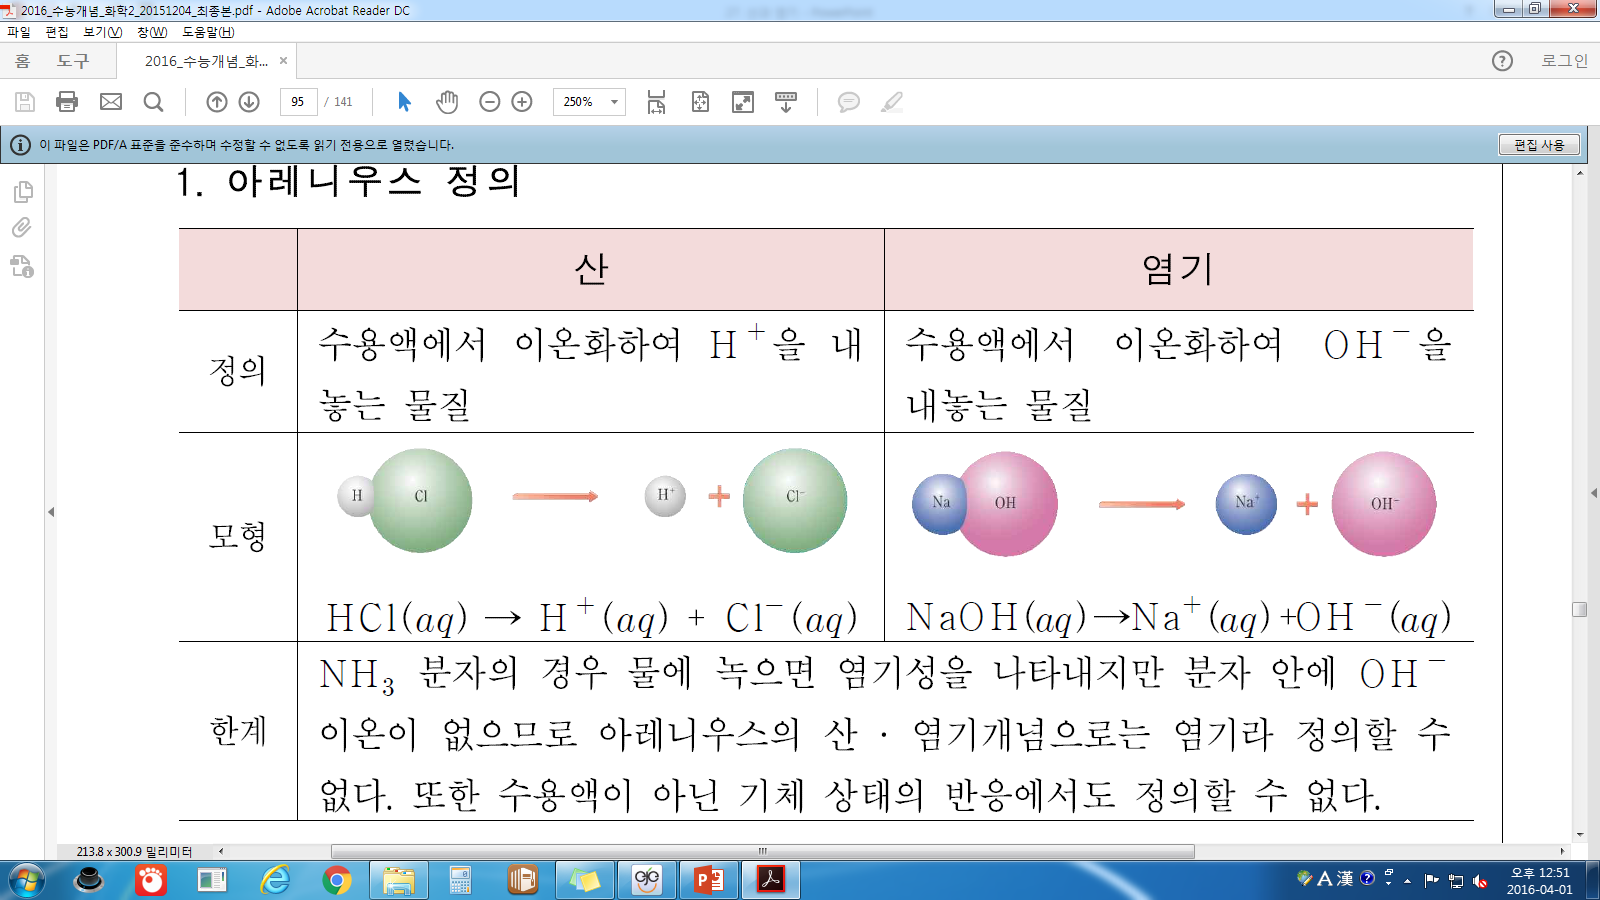 2016_수능개념_화학2_20151204_최종본.pdf - Adobe Acrobat Reader DC
파일 편집 보기(V) 창(W) 도움말(H)
홈 도구 2016_수능개념_화... × 로그인
95 / 141 250%
이 파일은 PDF/A 표준을 준수하며 수정할 수 없도록 읽기 전용으로 열렸습니다. 편집 사용
1. 아레니우스 정의
산 염기
정의
수용액에서 이온화하여 H⁺을 내
놓는 물질
수용액에서 이온화하여 OH⁻을
내놓는 물질
모형
H Cl H⁺ + Cl⁻
HCl(aq) → H⁺(aq) + Cl⁻(aq)
Na OH Na⁺ + OH⁻
NaOH(aq)→Na⁺(aq)+OH⁻(aq)
한계
NH₃ 분자의 경우 물에 녹으면 염기성을 나타내지만 분자 안에 OH⁻
이온이 없으므로 아레니우스의 산 · 염기개념으로는 염기라 정의할 수
없다. 또한 수용액이 아닌 기체 상태의 반응에서도 정의할 수 없다.
213.8 x 300.9 밀리미터
A 漢 오후 12:51
2016-04-01